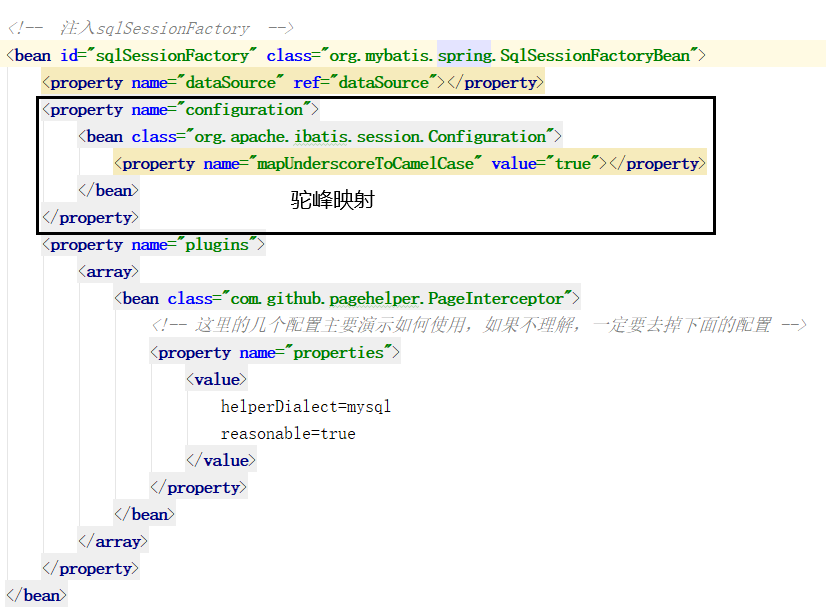 <!-- 注入sqlSessionFactory -->
<bean id="sqlSessionFactory" class="org.mybatis.spring.SqlSessionFactoryBean">
<property name="dataSource" ref="dataSource"></property>
<property name="configuration">
<bean class="org.apache.ibatis.session.Configuration">
<property name="mapUnderscoreToCamelCase" value="true"></property>
</bean>
驼峰映射
</property>
<property name="plugins">
<array>
<bean class="com.github.pagehelper.PageInterceptor">
<!-- 这里的几个配置主要演示如何使用，如果不理解，一定要去掉下面的配置 -->
<property name="properties">
<value>
helperDialect=mysql
reasonable=true
</value>
</property>
</bean>
</array>
</property>
</bean>